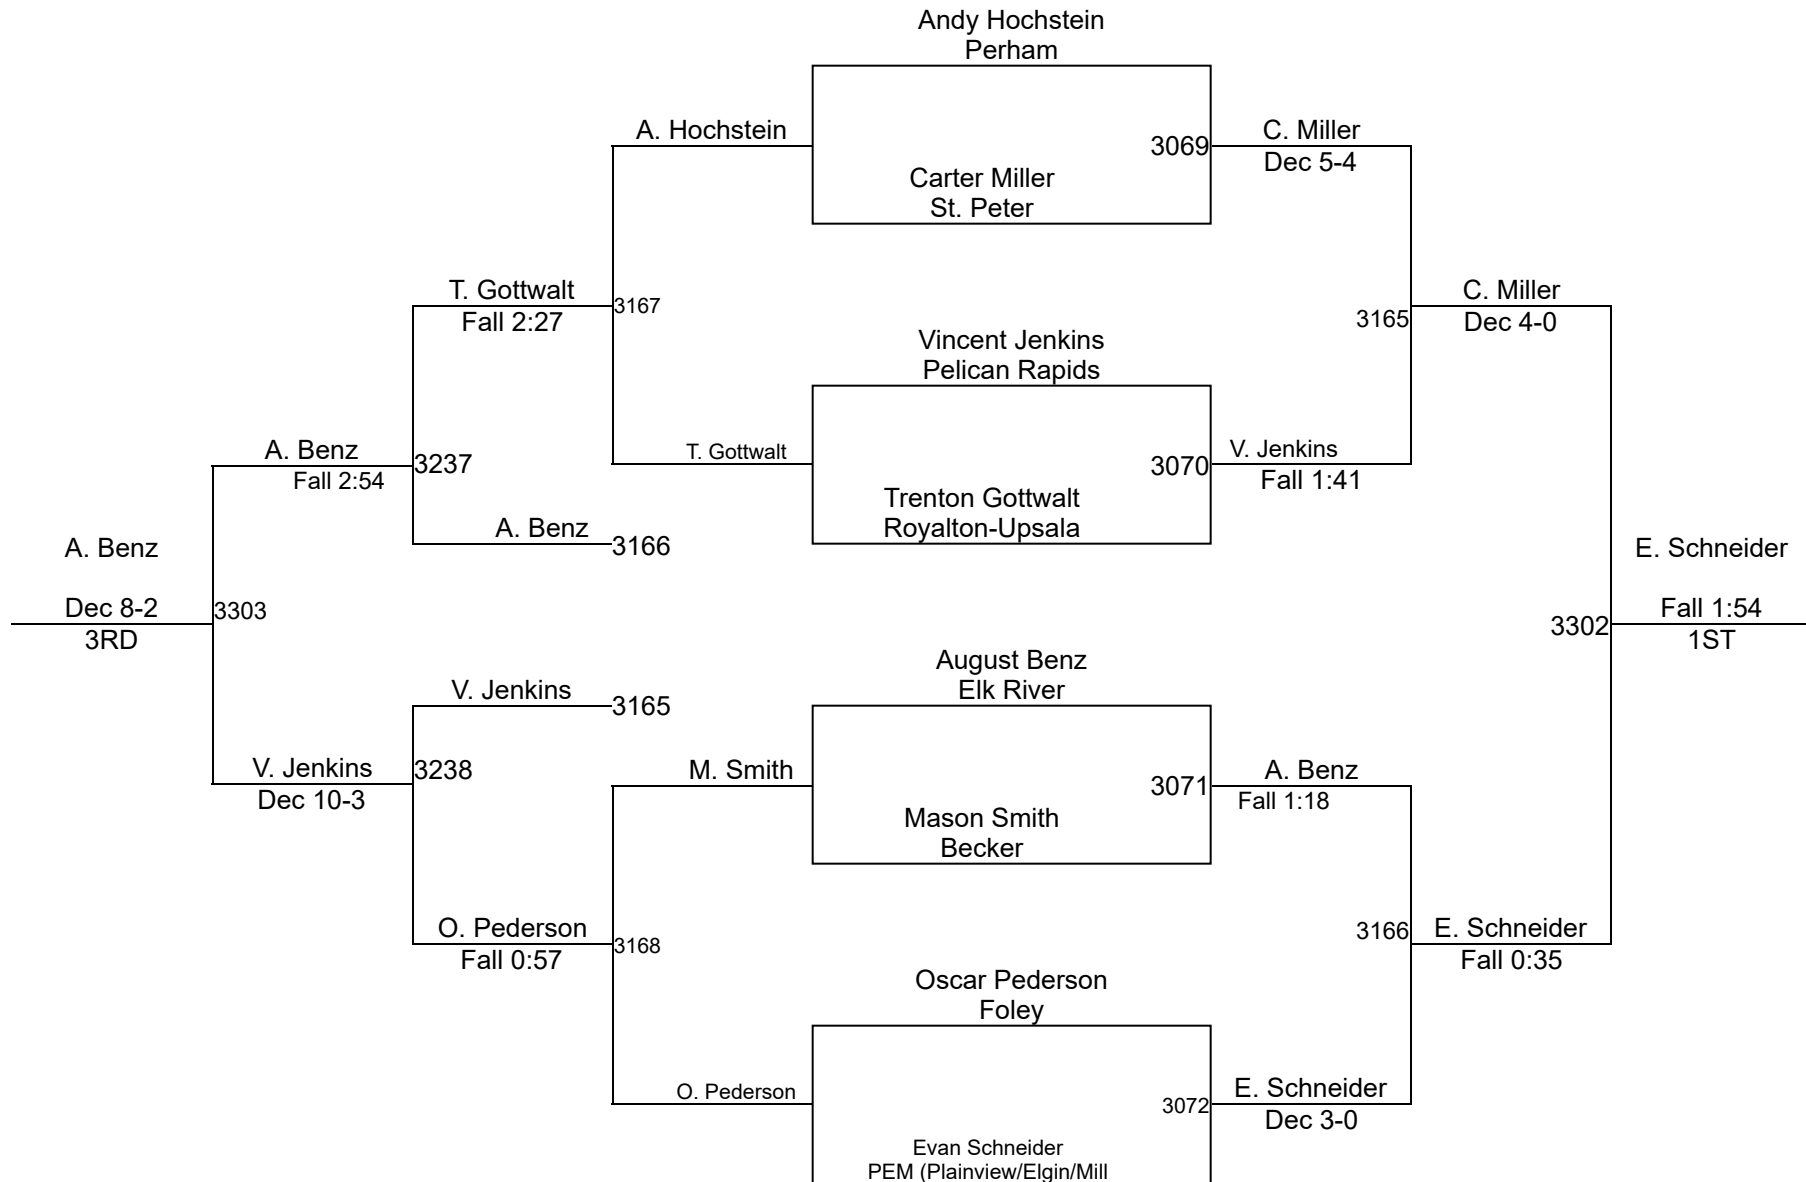 Andy Hochstein
Perham
A. Hochstein
3069
C. Miller
Dec 5-4
Carter Miller
St. Peter
T. Gottwalt
Fall 2:27
3167
3165
C. Miller
Dec 4-0
Vincent Jenkins
Pelican Rapids
A. Benz
Fall 2:54
3237
T. Gottwalt
3070
V. Jenkins
Fall 1:41
Trenton Gottwalt
Royalton-Upsala
A. Benz
3166
A. Benz
Dec 8-2
3RD
3303
E. Schneider
Fall 1:54
1ST
3302
August Benz
Elk River
V. Jenkins
3165
V. Jenkins
Dec 10-3
3238
M. Smith
3071
A. Benz
Fall 1:18
Mason Smith
Becker
O. Pederson
Fall 0:57
3168
3166
E. Schneider
Fall 0:35
Oscar Pederson
Foley
O. Pederson
3072
E. Schneider
Dec 3-0
Evan Schneider
PEM (Plainview/Elgin/Mill